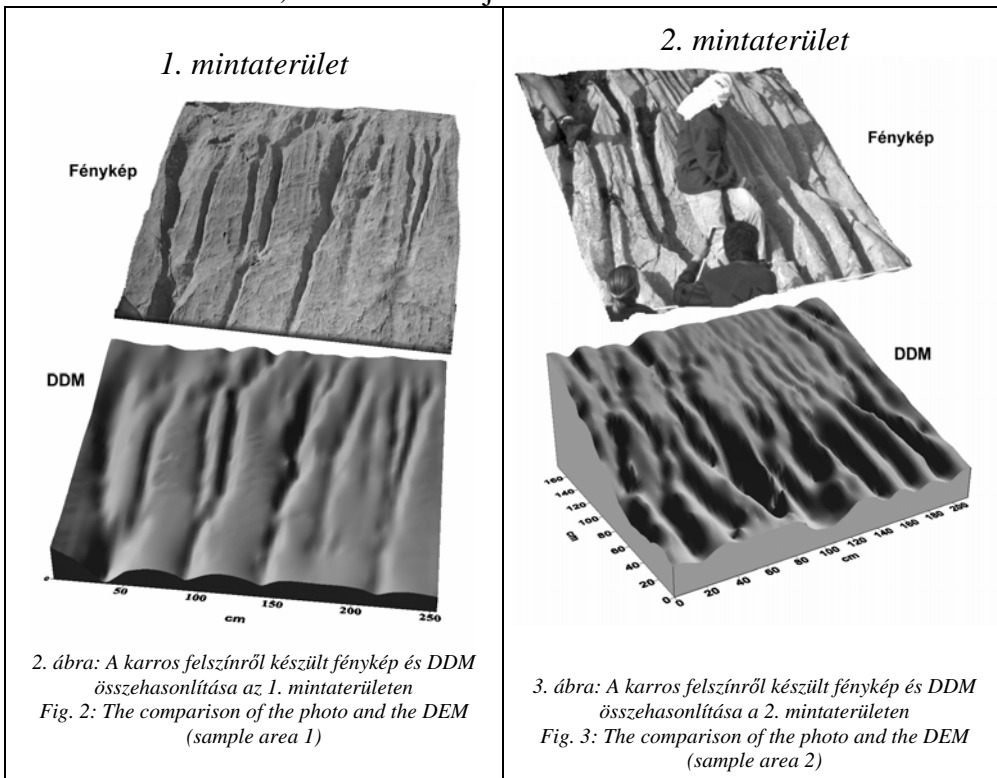 1. mintaterület
Fénykép
DDM
0
50
100
150
200
250
cm
2. ábra: A karros felszínről készült fénykép és DDM
összehasonlítása az 1. mintaterületen
Fig. 2: The comparison of the photo and the DEM
(sample area 1)
2. mintaterület
Fénykép
DDM
160
140
120
100
80
60
40
20
0
0
20
40
60
80
100
120
140
160
180
200
cm
3. ábra: A karros felszínről készült fénykép és DDM
összehasonlítása a 2. mintaterületen
Fig. 3: The comparison of the photo and the DEM
(sample area 2)